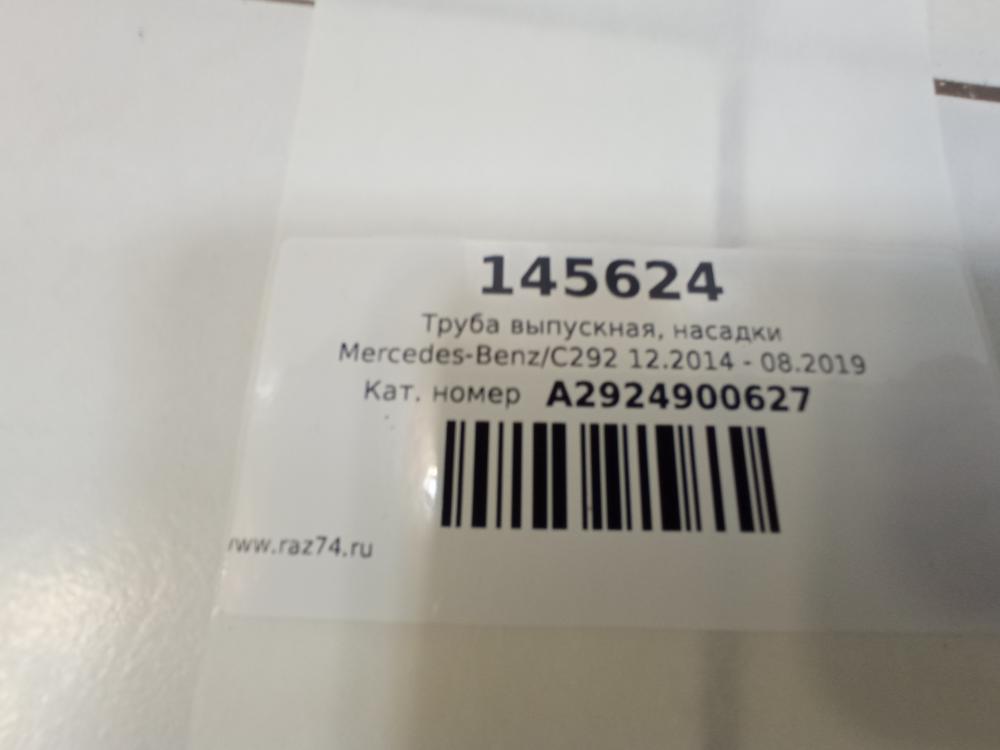 145624
Труба выпускная, насадки
Mercedes-Benz/C292 12.2014 - 08.2019
Кат. номер A2924900627
www.raz74.ru